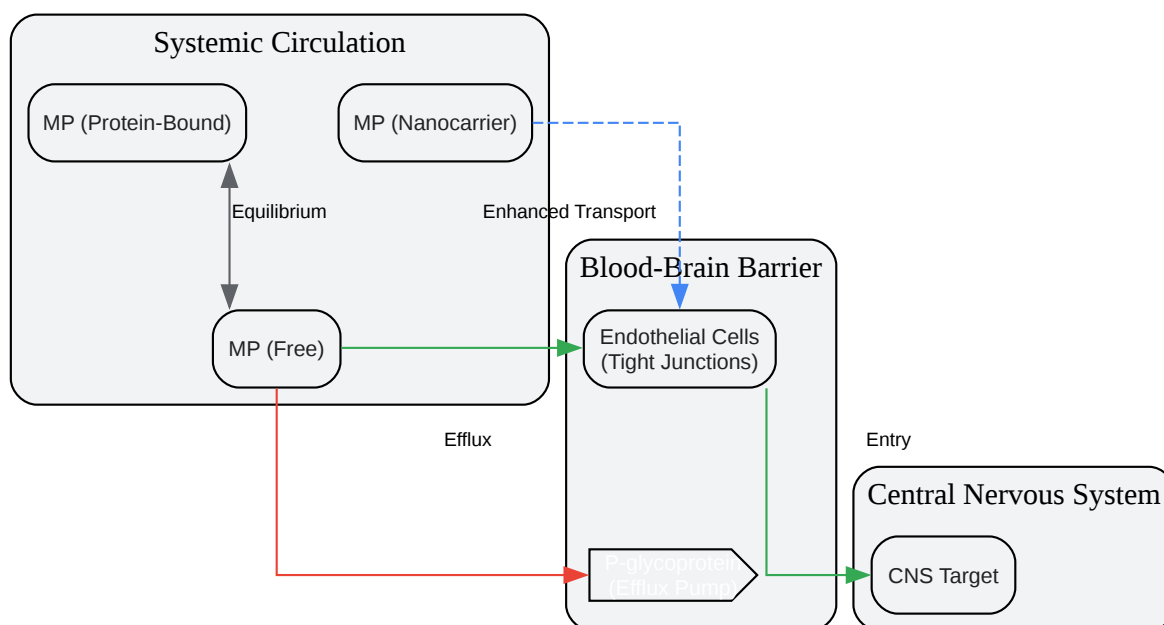 Systemic Circulation
MP (Protein-Bound)
MP (Nanocarrier)
Equilibrium
Enhanced Transport
Blood-Brain Barrier
MP (Free)
Endothelial Cells
(Tight Junctions)
Efflux
Entry
Central Nervous System
P-glycoprotein
(Efflux Pump)
CNS Target